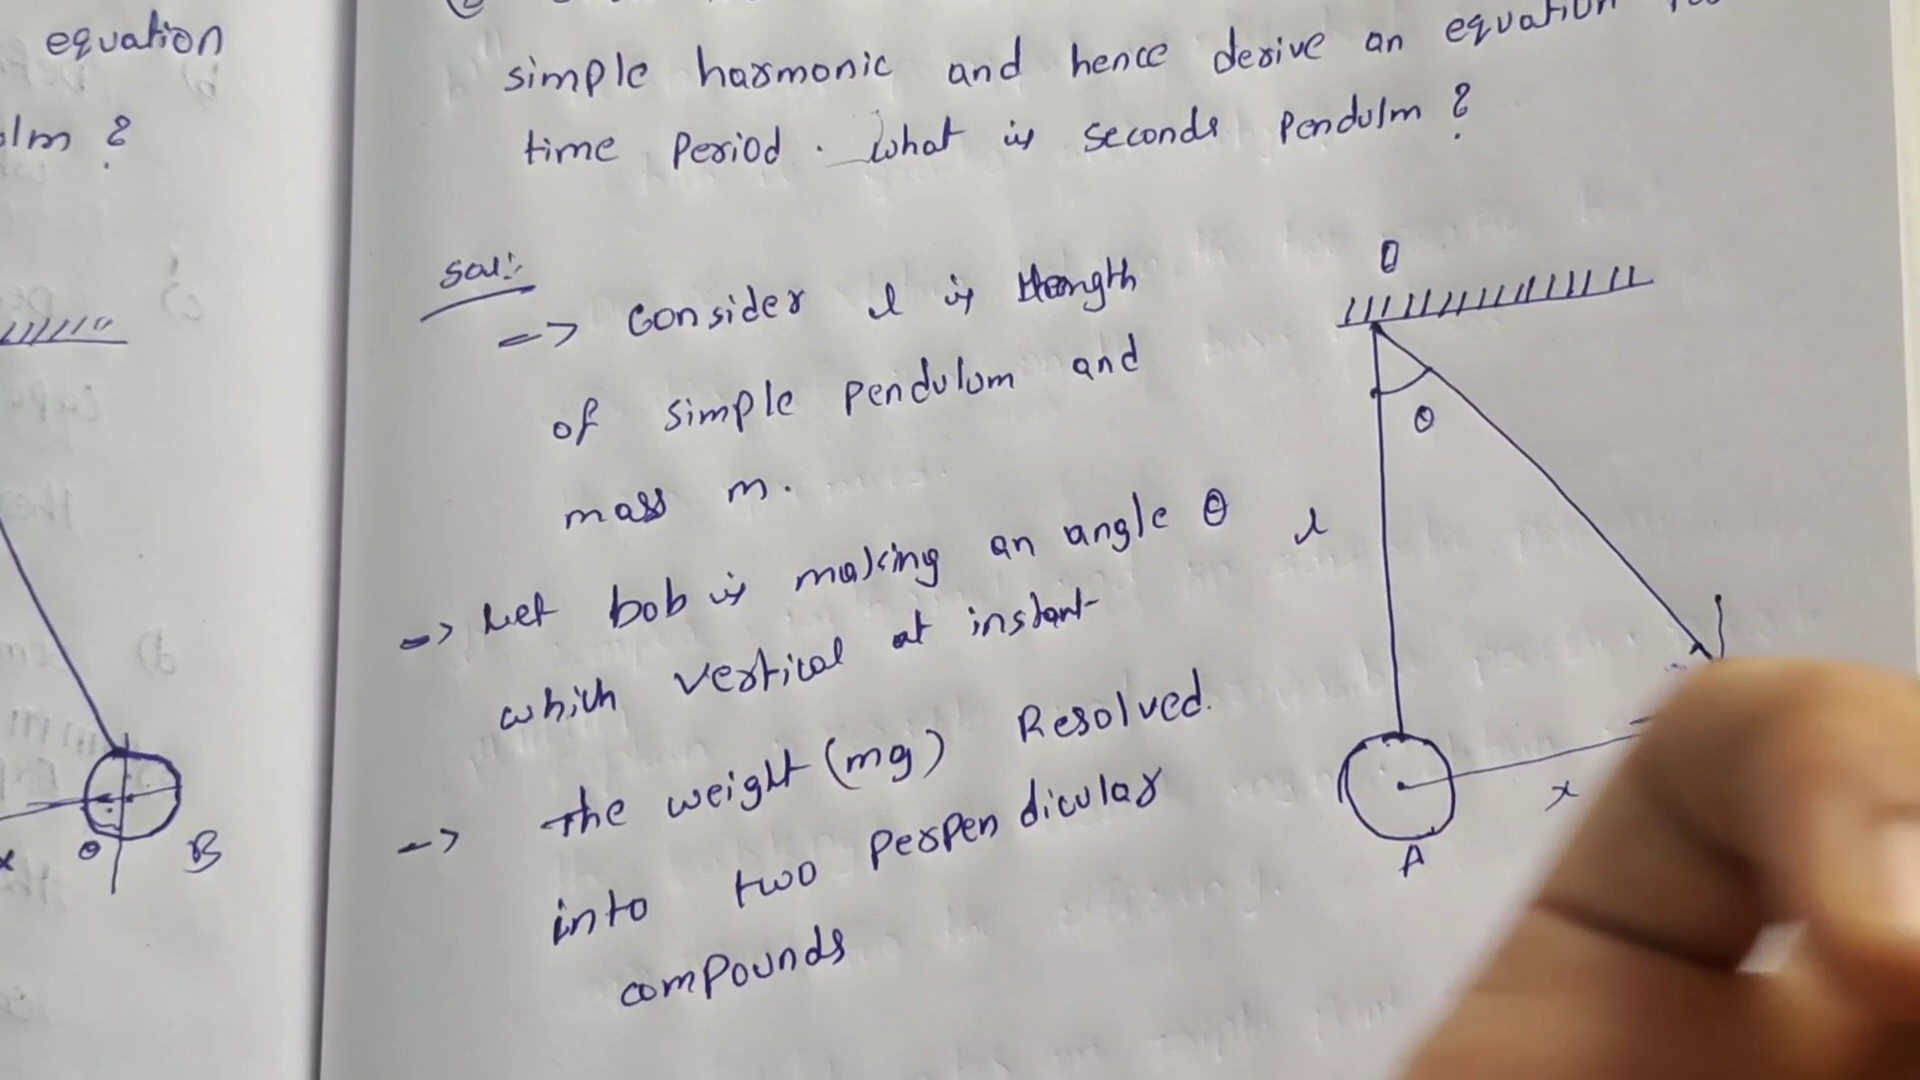 equation
simple harmonic and hence derive an equation
time Period. What is seconds Pendulm ?
Sol:-
-> Consider l is length
of simple pendulum and
mass m.
-> Let bob is making an angle θ
which vertical at instant-
-> The weight (mg) Resolved.
into two perpendicular
compounds
O
θ
l
x
A
θ
B